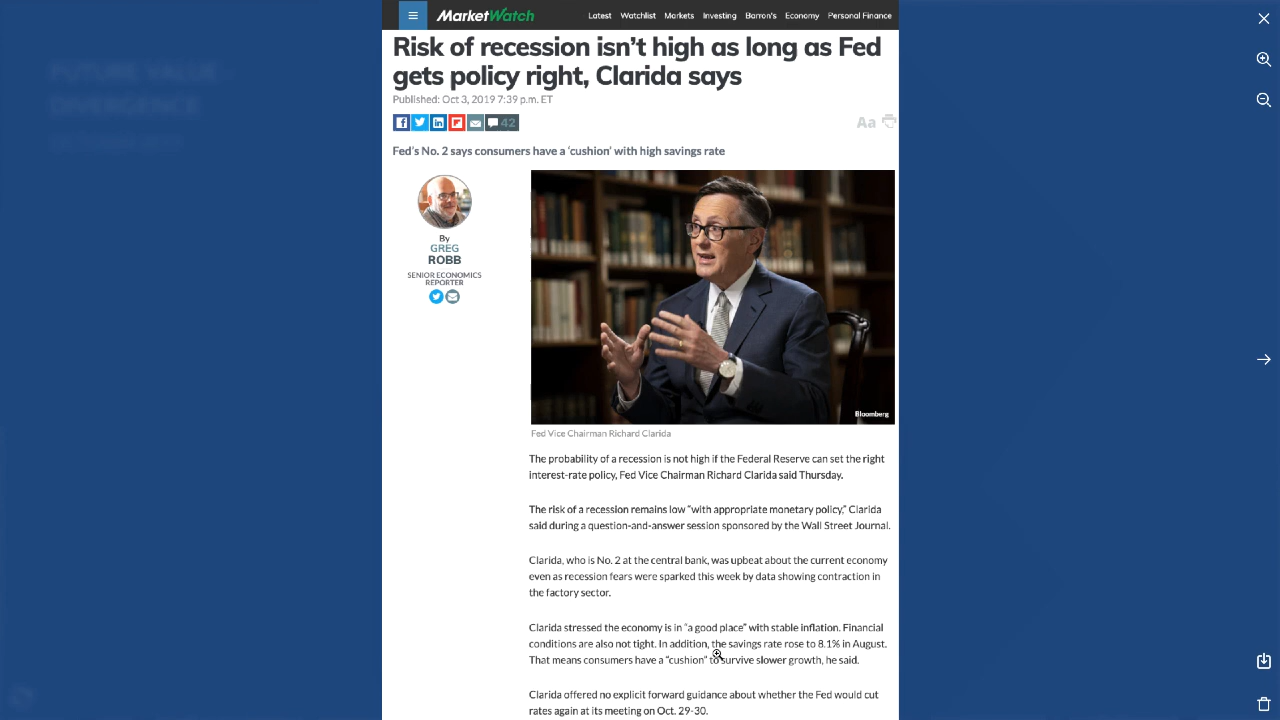 MarketWatch
Latest Watchlist Markets Investing Barron's Economy Personal Finance
Risk of recession isn't high as long as Fed
gets policy right, Clarida says
Published: Oct 3, 2019 7:39 p.m. ET
42
Aa
Fed's No. 2 says consumers have a 'cushion' with high savings rate
By
GREG
ROBB
SENIOR ECONOMICS
REPORTER
Bloomberg
Fed Vice Chairman Richard Clarida
The probability of a recession is not high if the Federal Reserve can set the right
interest-rate policy, Fed Vice Chairman Richard Clarida said Thursday.
The risk of a recession remains low "with appropriate monetary policy," Clarida
said during a question-and-answer session sponsored by the Wall Street Journal.
Clarida, who is No. 2 at the central bank, was upbeat about the current economy
even as recession fears were sparked this week by data showing contraction in
the factory sector.
Clarida stressed the economy is in "a good place" with stable inflation. Financial
conditions are also not tight. In addition, the savings rate rose to 8.1% in August.
That means consumers have a "cushion" to survive slower growth, he said.
Clarida offered no explicit forward guidance about whether the Fed would cut
rates again at its meeting on Oct. 29-30.
FUTURE VALUE -
DIVERGENCE